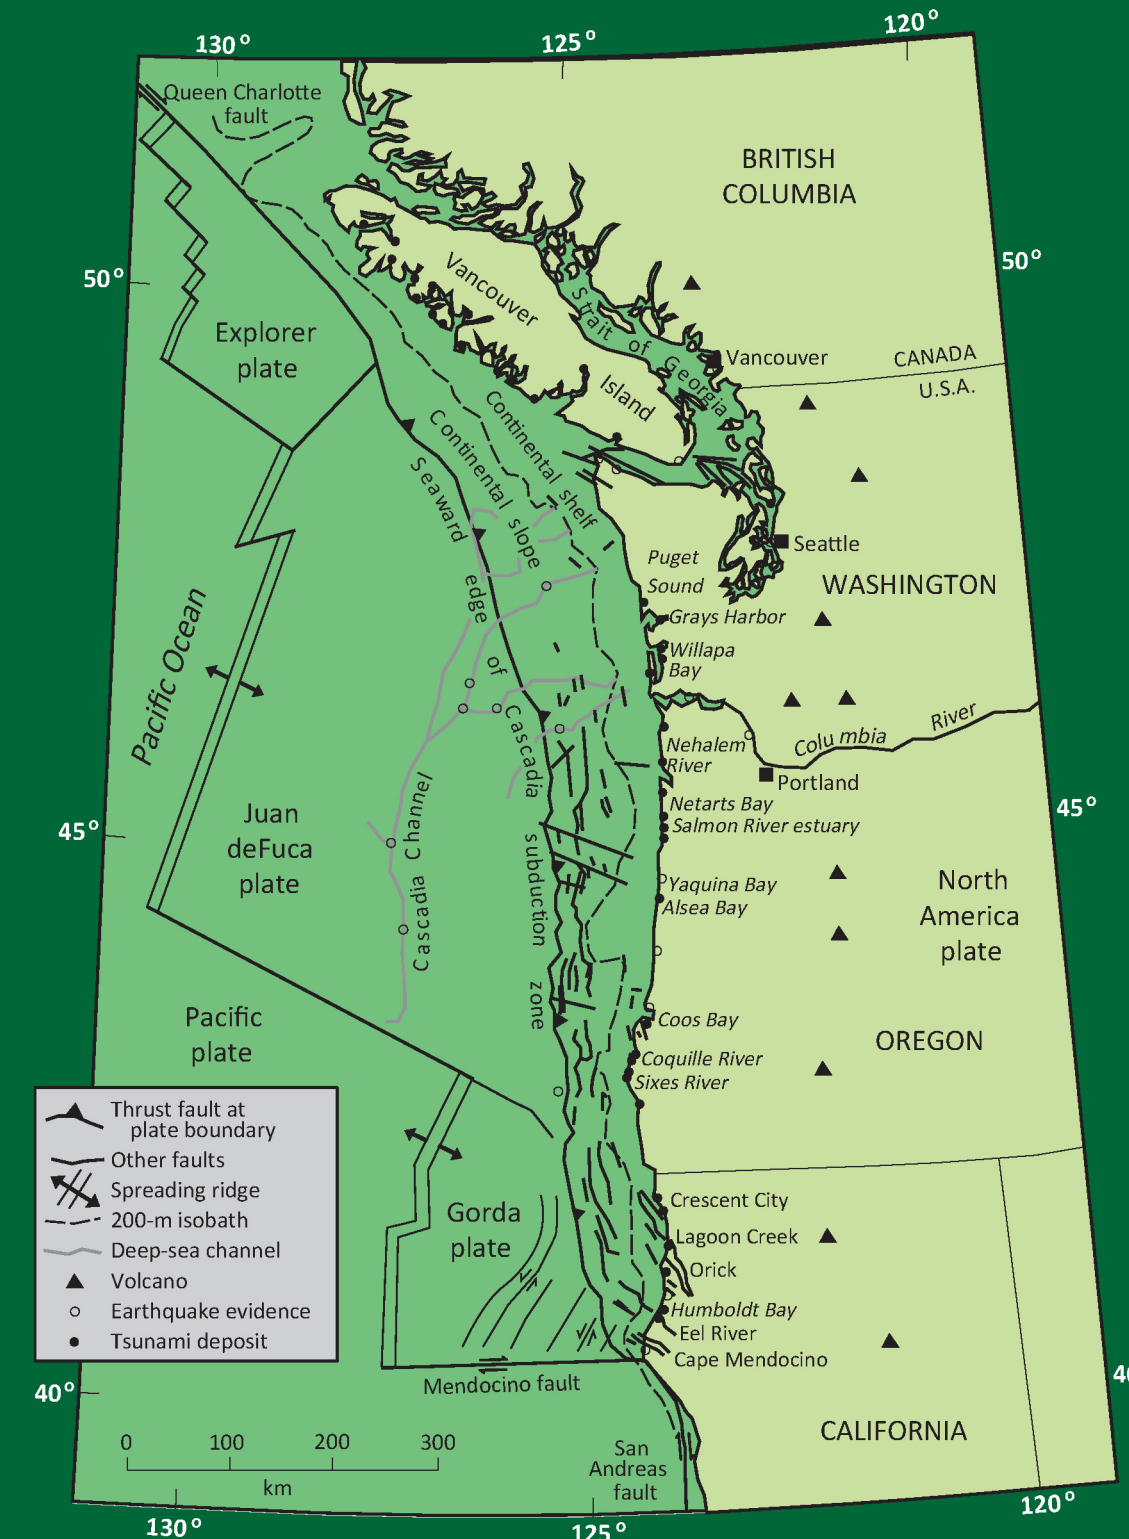 130°
125°
120°
Queen Charlotte
fault
BRITISH
COLUMBIA
50°
50°
Vancouver
Island
Strait of Georgia
Explorer
plate
Vancouver
CANADA
U.S.A.
Continental shelf
Continental slope
Seaward edge of Cascadia subduction zone
Seattle
Puget
Sound
WASHINGTON
Grays Harbor
Willapa
Bay
Pacific Ocean
Columbia River
Nehalem
River
Portland
Cascadia Channel
Juan
deFuca
plate
45°
45°
Netarts Bay
Salmon River estuary
Yaquina Bay
Alsea Bay
North
America
plate
Pacific
plate
Coos Bay
OREGON
Coquille River
Sixes River
Thrust fault at
plate boundary
Other faults
Spreading ridge
200-m isobath
Deep-sea channel
Volcano
Earthquake evidence
Tsunami deposit
Gorda
plate
Crescent City
Lagoon Creek
Orick
Humboldt Bay
Eel River
Cape Mendocino
Mendocino fault
40°
CALIFORNIA
0 100 200 300
km
San
Andreas
fault
130°
125°
120°